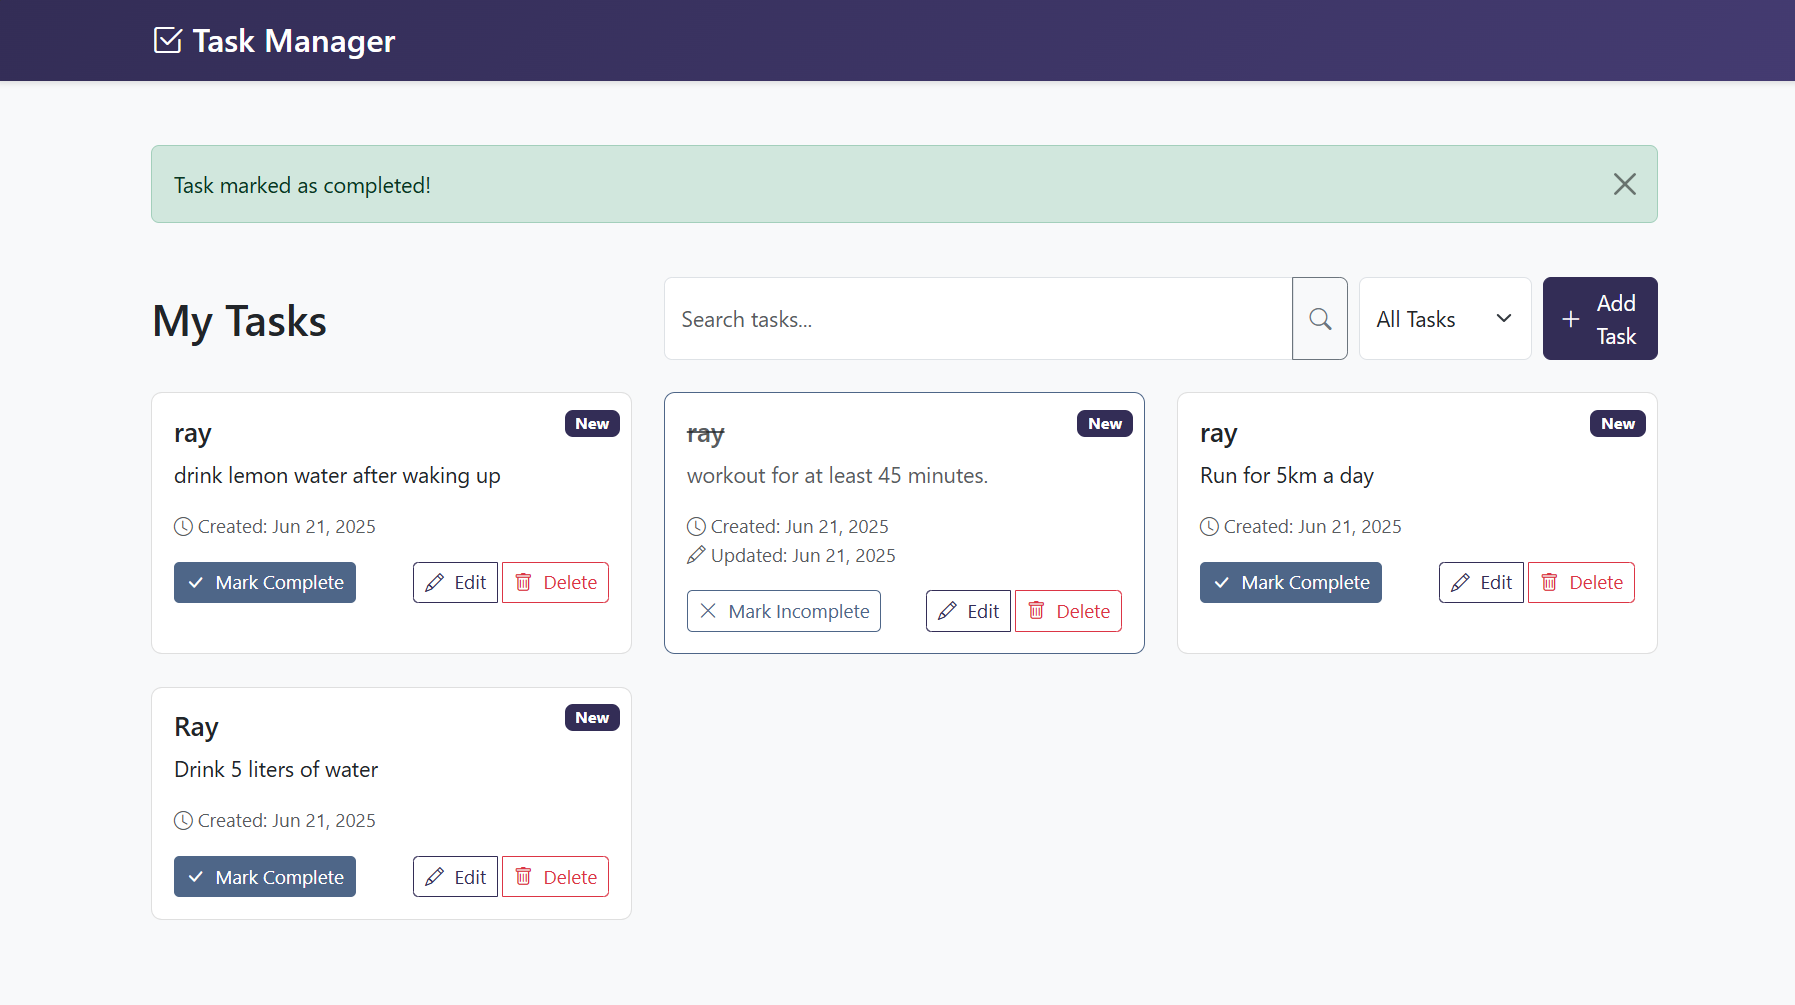 Task Manager
Task marked as completed!
My Tasks
Search tasks...
All Tasks
Add
Task
ray
New
drink lemon water after waking up
Created: Jun 21, 2025
Mark Complete
Edit
Delete
ray
New
workout for at least 45 minutes.
Created: Jun 21, 2025
Updated: Jun 21, 2025
Mark Incomplete
Edit
Delete
ray
New
Run for 5km a day
Created: Jun 21, 2025
Mark Complete
Edit
Delete
Ray
New
Drink 5 liters of water
Created: Jun 21, 2025
Mark Complete
Edit
Delete